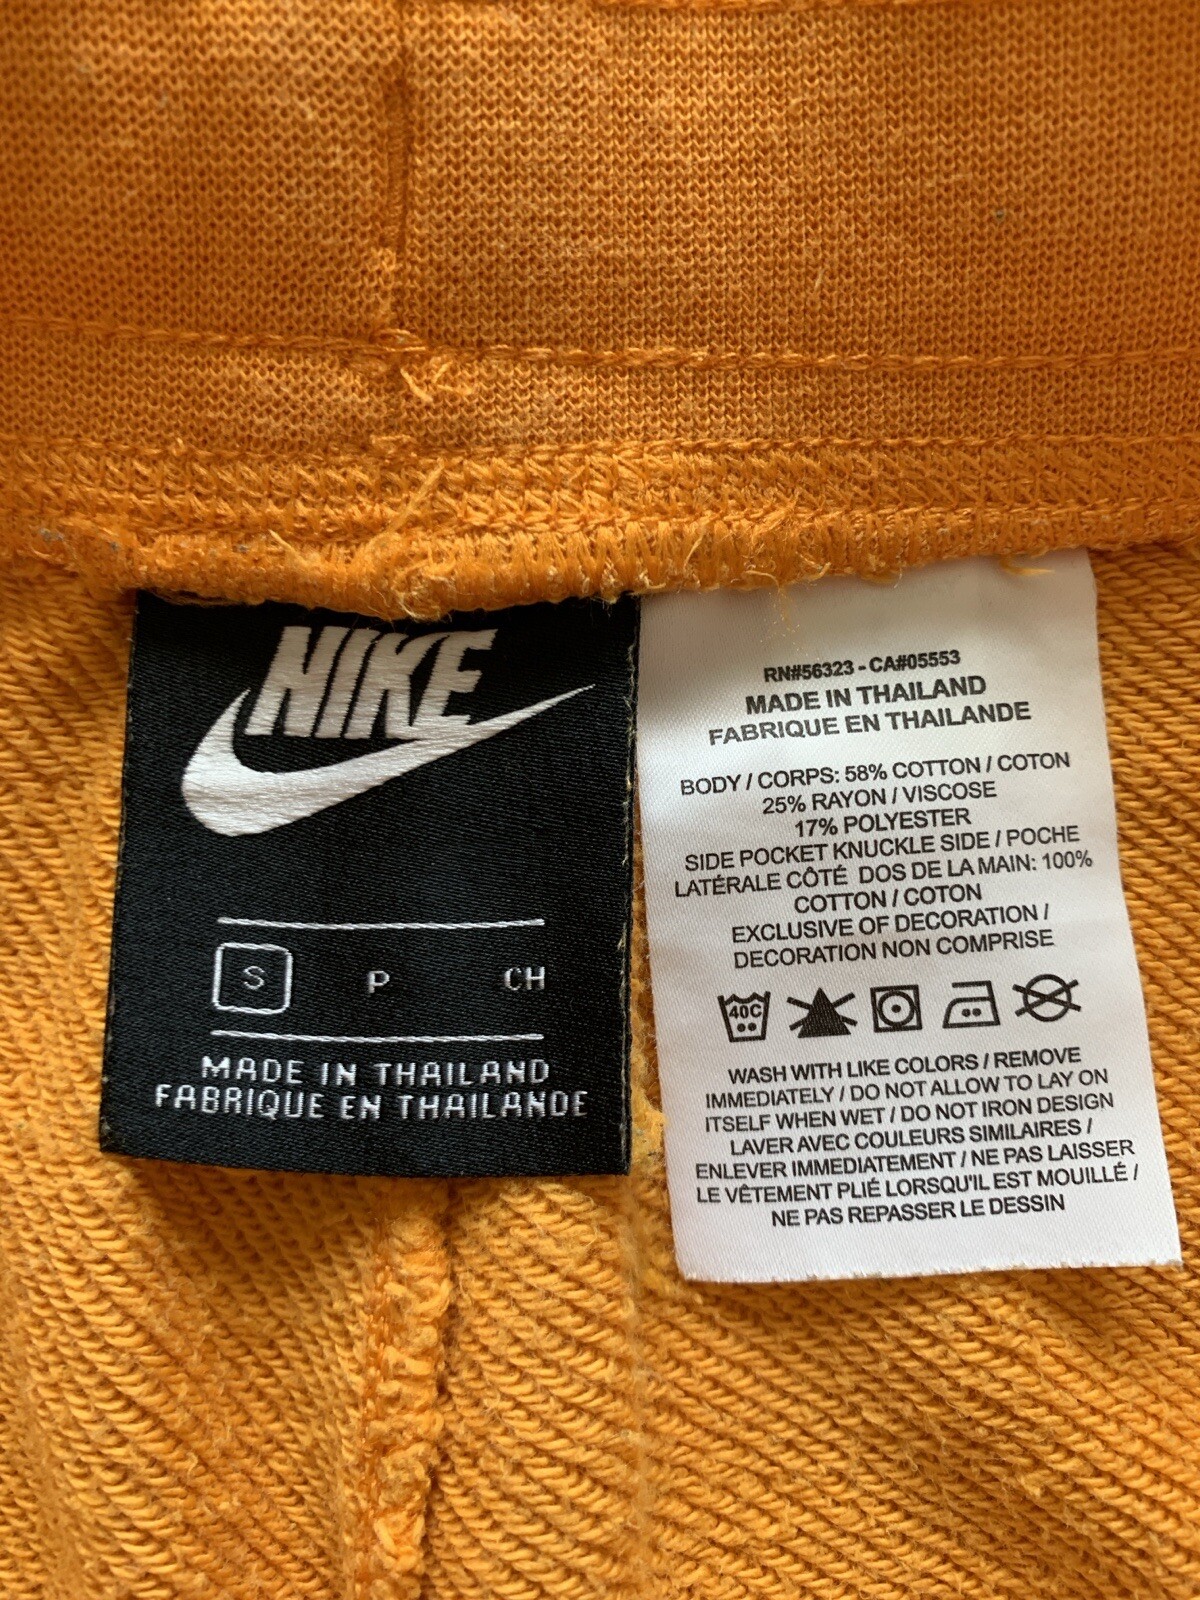 NIKE
S P CH
MADE IN THAILAND
FABRIQUE EN THAILANDE
RN#56323 - CA#05553
MADE IN THAILAND
FABRIQUE EN THAILANDE
BODY / CORPS: 58% COTTON / COTON
25% RAYON / VISCOSE
17% POLYESTER
SIDE POCKET KNUCKLE SIDE / POCHE
LATÉRALE CÔTÉ DOS DE LA MAIN: 100%
COTTON / COTON
EXCLUSIVE OF DECORATION /
DECORATION NON COMPRISE
40C
WASH WITH LIKE COLORS / REMOVE
IMMEDIATELY / DO NOT ALLOW TO LAY ON
ITSELF WHEN WET / DO NOT IRON DESIGN
LAVER AVEC COULEURS SIMILAIRES /
ENLEVER IMMEDIATEMENT / NE PAS LAISSER
LE VÊTEMENT PLIÉ LORSQU'IL EST MOUILLÉ /
NE PAS REPASSER LE DESSIN